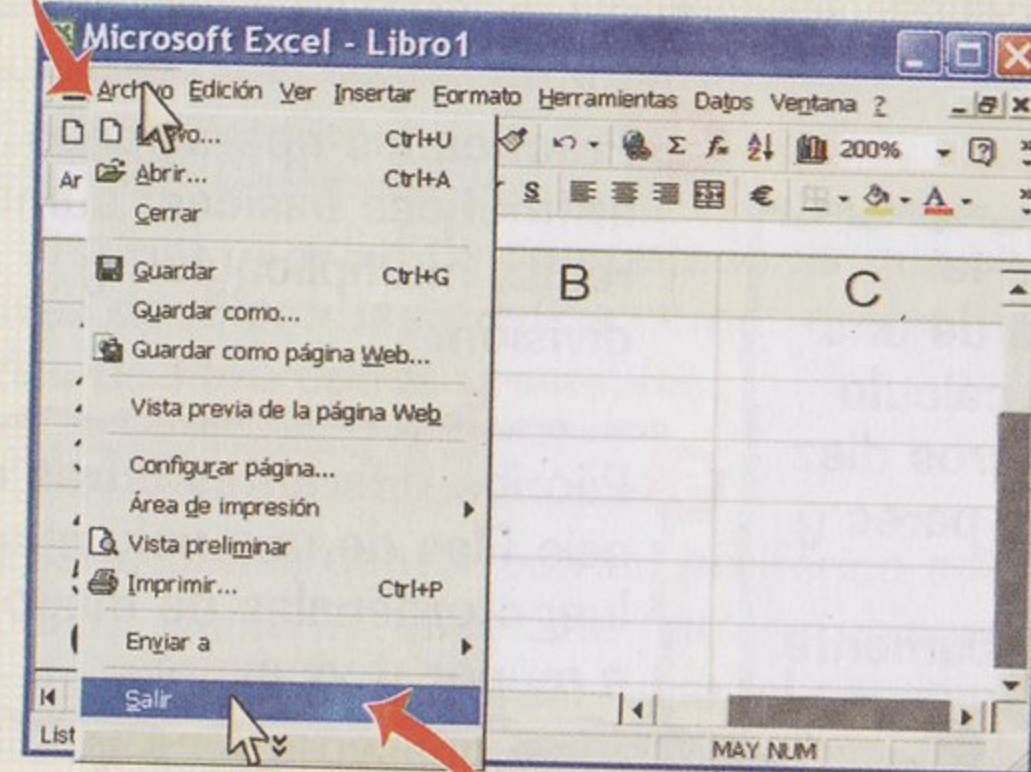 Microsoft Excel - Libro1
Archivo Edición Ver Insertar Formato Herramientas Datos Ventana ?
Ctrl+U
200%
Abrir... Ctrl+A
Ar
S
€
A
Cerrar
Guardar Ctrl+G
B
C
Guardar como...
Guardar como página Web...
Vista previa de la página Web
Configurar página...
Área de impresión
Vista preliminar
Imprimir... Ctrl+P
Enviar a
Salir
List
MAY NUM